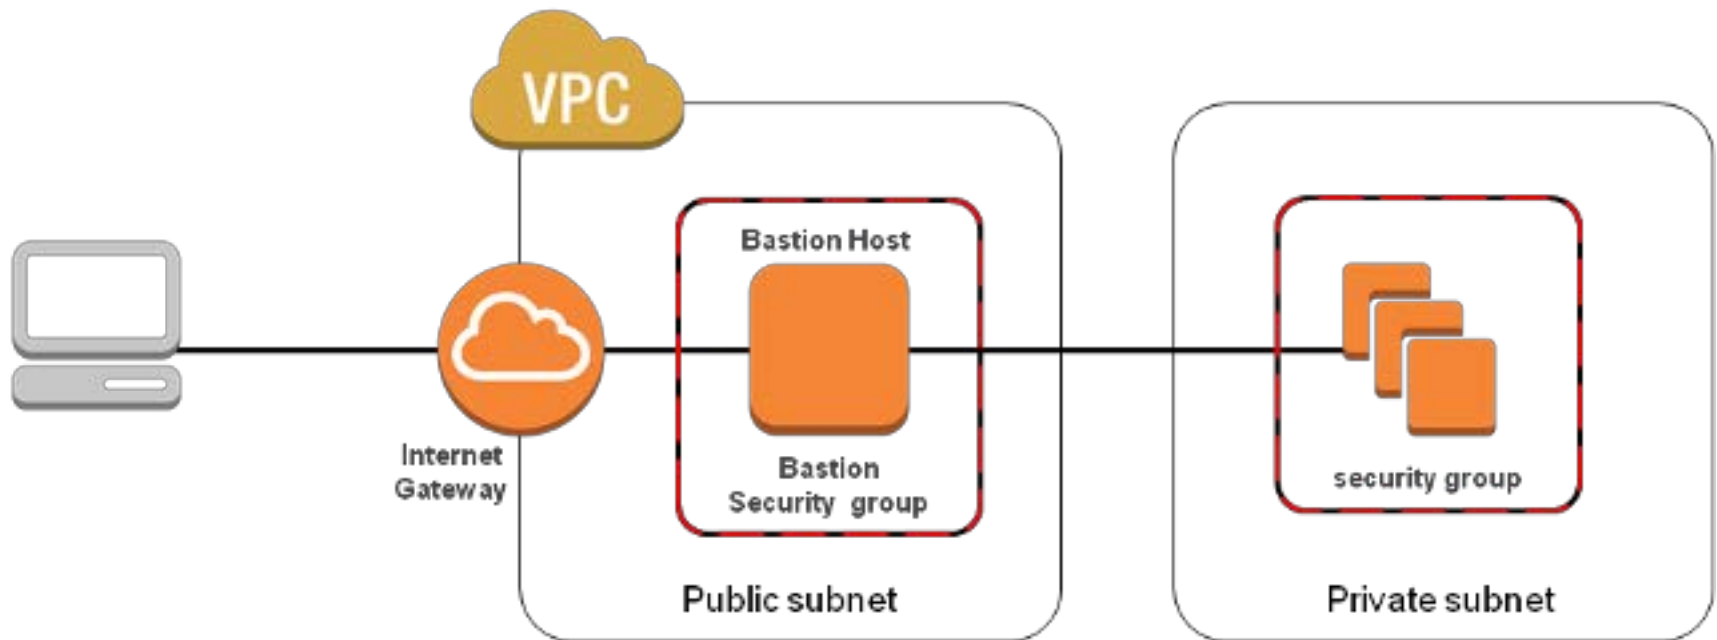 VPC
Bastion Host
Internet
Gateway
Bastion
Security group
security group
Public subnet
Private subnet